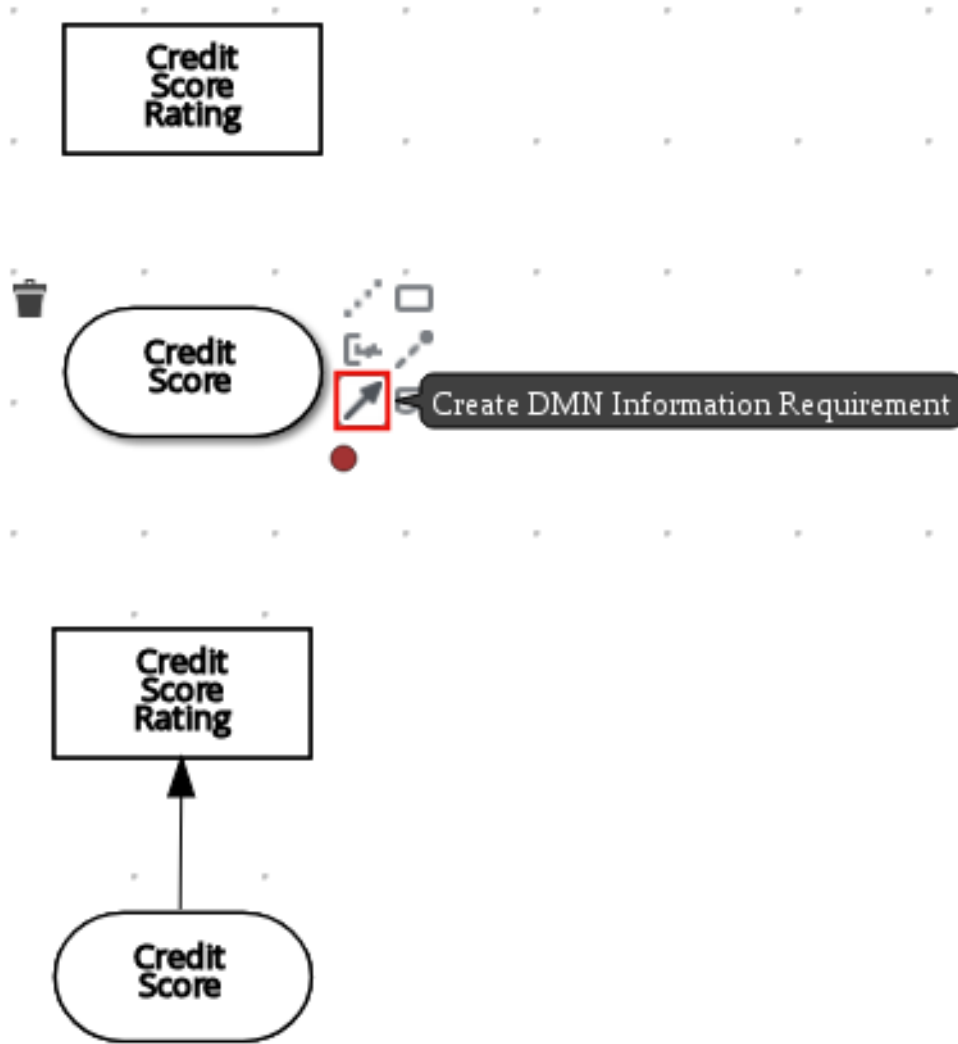 Credit
Score
Rating
Credit
Score
Create DMN Information Requirement
Credit
Score
Rating
Credit
Score